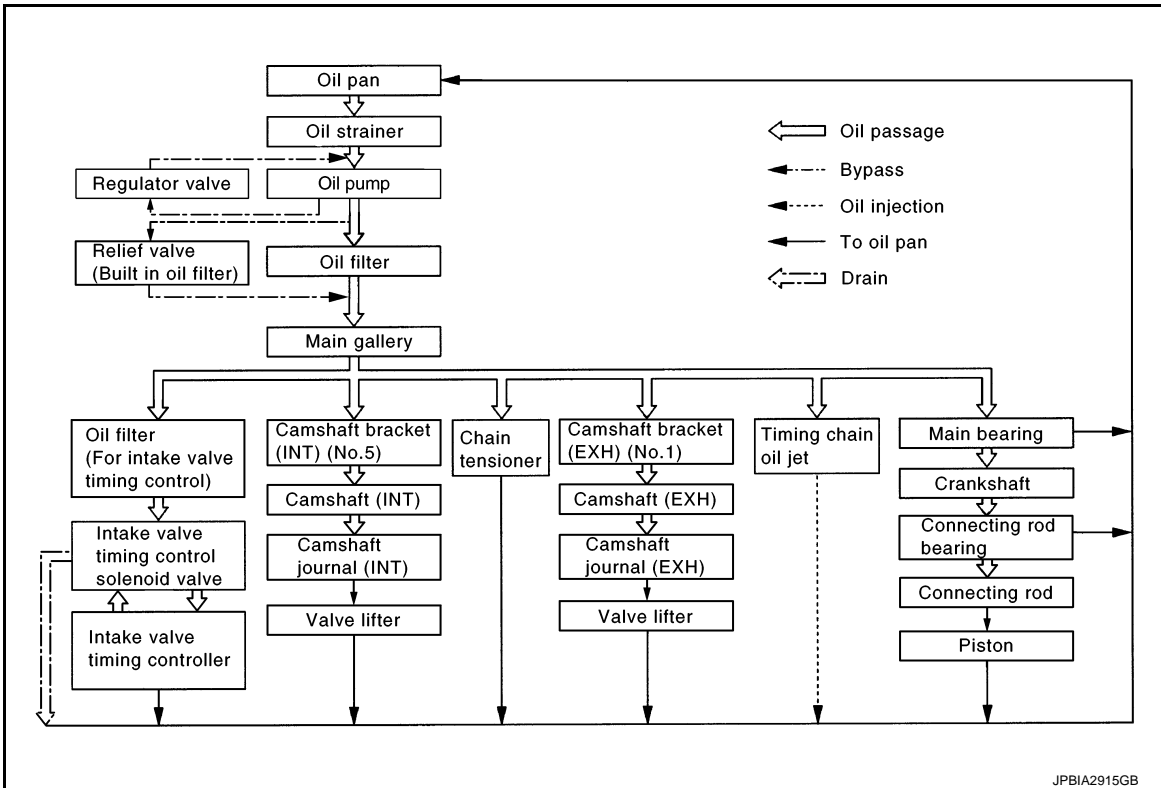 Oil pan
Oil strainer
Regulator valve
Oil pump
Relief valve
(Built in oil filter)
Oil filter
Main gallery
Oil passage
Bypass
Oil injection
To oil pan
Drain
Oil filter
(For intake valve
timing control)
Intake valve
timing control
solenoid valve
Intake valve
timing controller
Camshaft bracket
(INT) (No.5)
Camshaft (INT)
Camshaft
journal (INT)
Valve lifter
Chain
tensioner
Camshaft bracket
(EXH) (No.1)
Camshaft (EXH)
Camshaft
journal (EXH)
Valve lifter
Timing chain
oil jet
Main bearing
Crankshaft
Connecting rod
bearing
Connecting rod
Piston
JPBIA2915GB